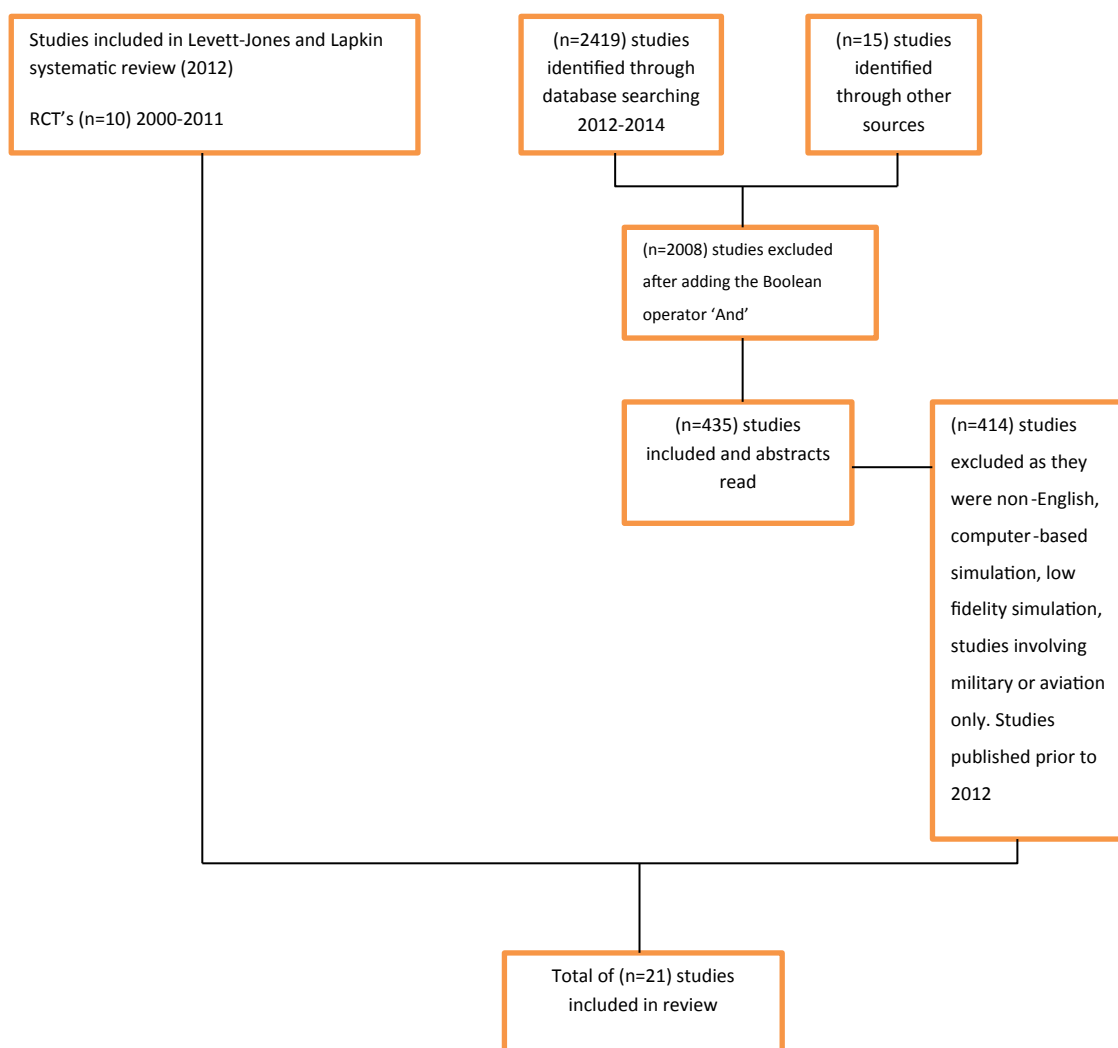 Studies included in Levett-Jones and Lapkin
systematic review (2012)
RCT's (n=10) 2000-2011
(n=2419) studies
identified through
database searching
2012-2014
(n=15) studies
identified
through other
sources
(n=2008) studies excluded
after adding the Boolean
operator ‘And’
(n=435) studies
included and abstracts
read
(n=414) studies
excluded as they
were non-English,
computer-based
simulation, low
fidelity simulation,
studies involving
military or aviation
only. Studies
published prior to
2012
Total of (n=21) studies
included in review